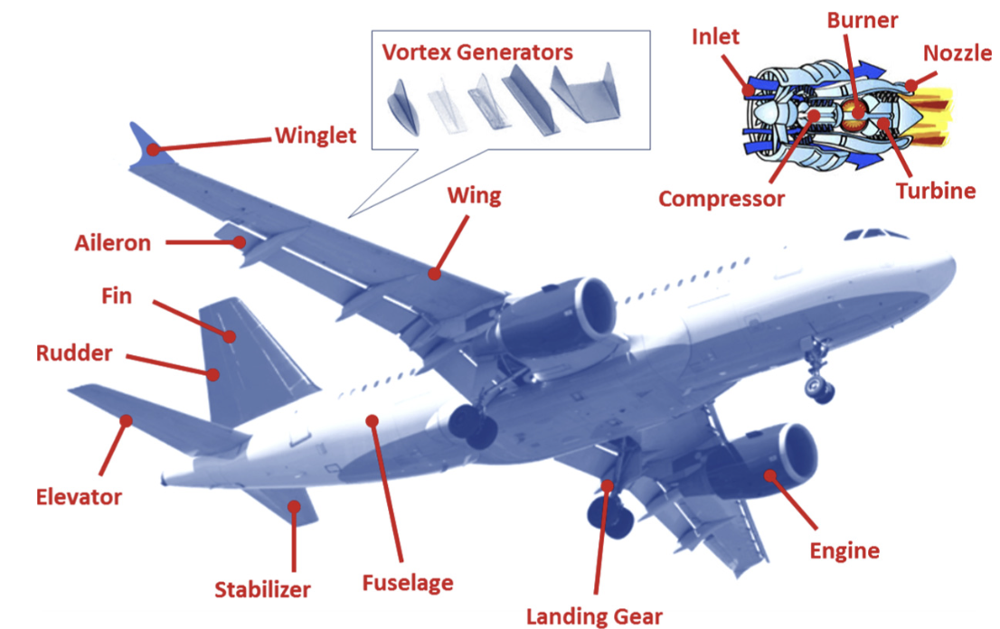 Burner
Inlet
Nozzle
Vortex Generators
Winglet
Compressor
Turbine
Wing
Aileron
Fin
Rudder
Elevator
Stabilizer
Fuselage
Landing Gear
Engine